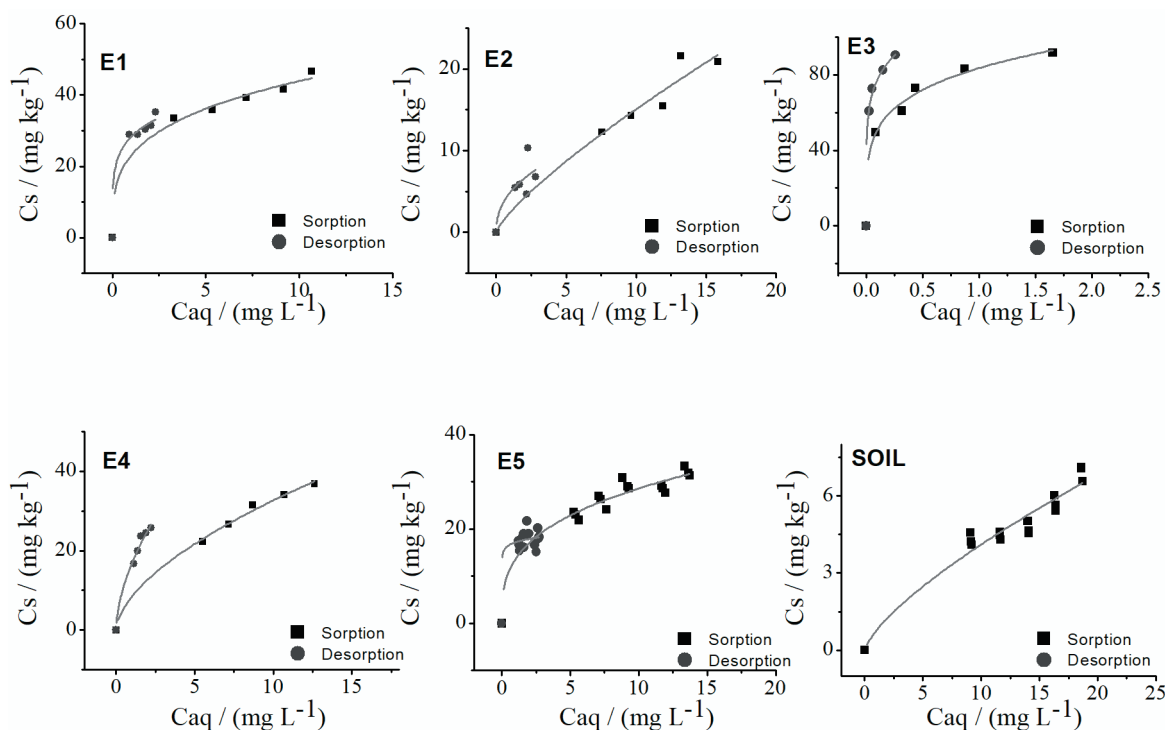 E1
Cs / (mg kg-1)
60
40
20
0
0
5
10
15
Caq / (mg L-1)
Sorption
Desorption
E2
Cs / (mg kg-1)
20
10
0
0
5
10
15
20
Caq / (mg L-1)
Sorption
Desorption
E3
Cs / (mg kg-1)
80
40
0
0.0
0.5
1.0
1.5
2.0
2.5
Caq / (mg L-1)
Sorption
Desorption
E4
Cs / (mg kg-1)
40
20
0
0
5
10
15
Caq / (mg L-1)
Sorption
Desorption
E5
Cs / (mg kg-1)
40
20
0
0
5
10
15
20
Caq / (mg L-1)
Sorption
Desorption
SOIL
Cs / (mg kg-1)
6
3
0
0
5
10
15
20
25
Caq / (mg L-1)
Sorption
Desorption